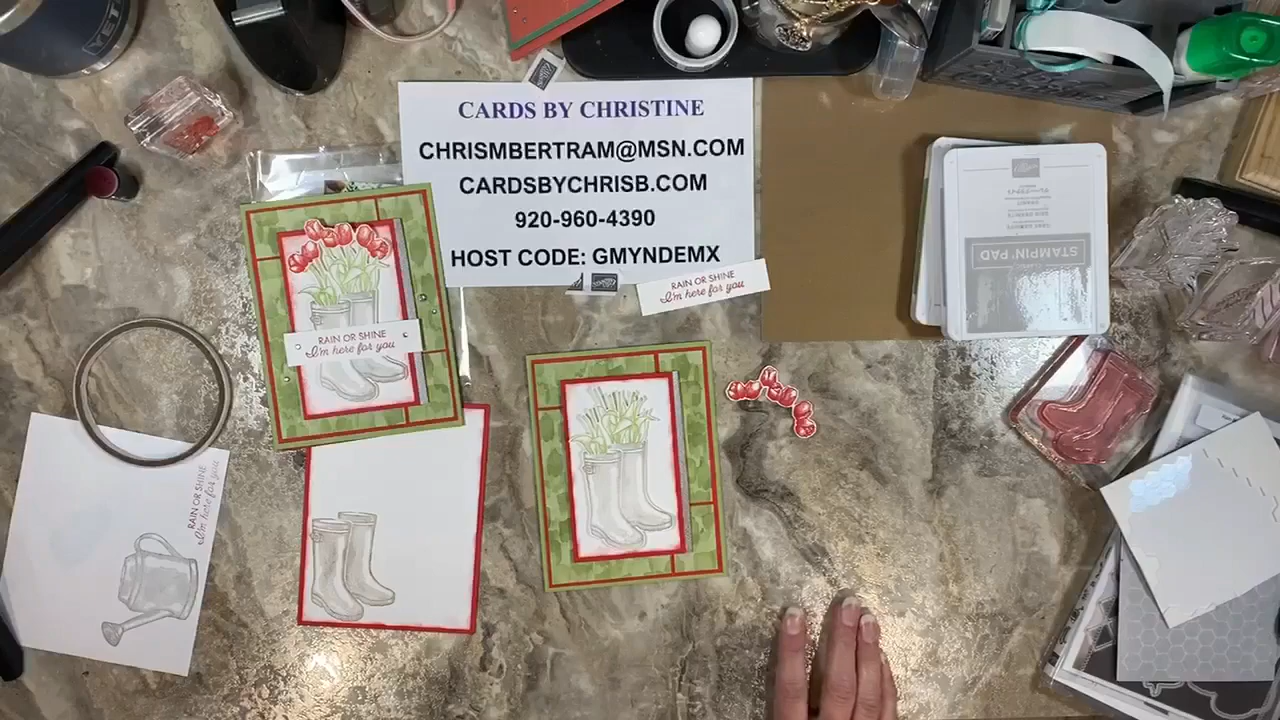 CARDS BY CHRISTINE
CHRISMBERTRAM@MSN.COM
CARDSBYCHRISB.COM
920-960-4390
HOST CODE: GMYNDEMX
RAIN OR SHINE
I'm here for you
RAIN OR SHINE
I'm here for you
RAIN OR SHINE
I'm here for you
STAMPIN' PAD
YETI